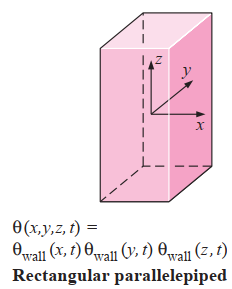 z
y
x
θ(x,y,z, t) =
θwall (x, t) θwall (y, t) θwall (z, t)
Rectangular parallelepiped